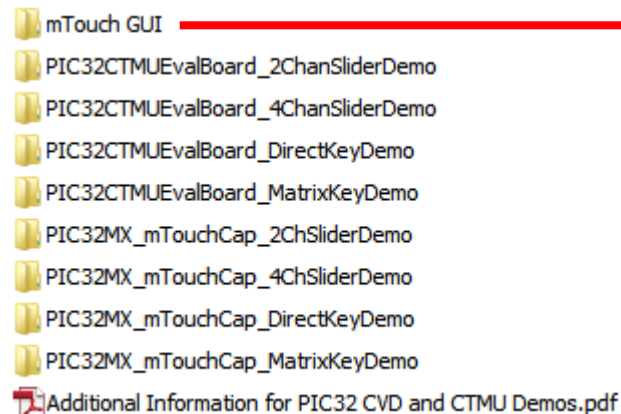 mTouch GUI
PIC32CTMUEvalBoard_2ChanSliderDemo
PIC32CTMUEvalBoard_4ChanSliderDemo
PIC32CTMUEvalBoard_DirectKeyDemo
PIC32CTMUEvalBoard_MatrixKeyDemo
PIC32MX_mTouchCap_2ChSliderDemo
PIC32MX_mTouchCap_4ChSliderDemo
PIC32MX_mTouchCap_DirectKeyDemo
PIC32MX_mTouchCap_MatrixKeyDemo
Additional Information for PIC32 CVD and CTMU Demos.pdf